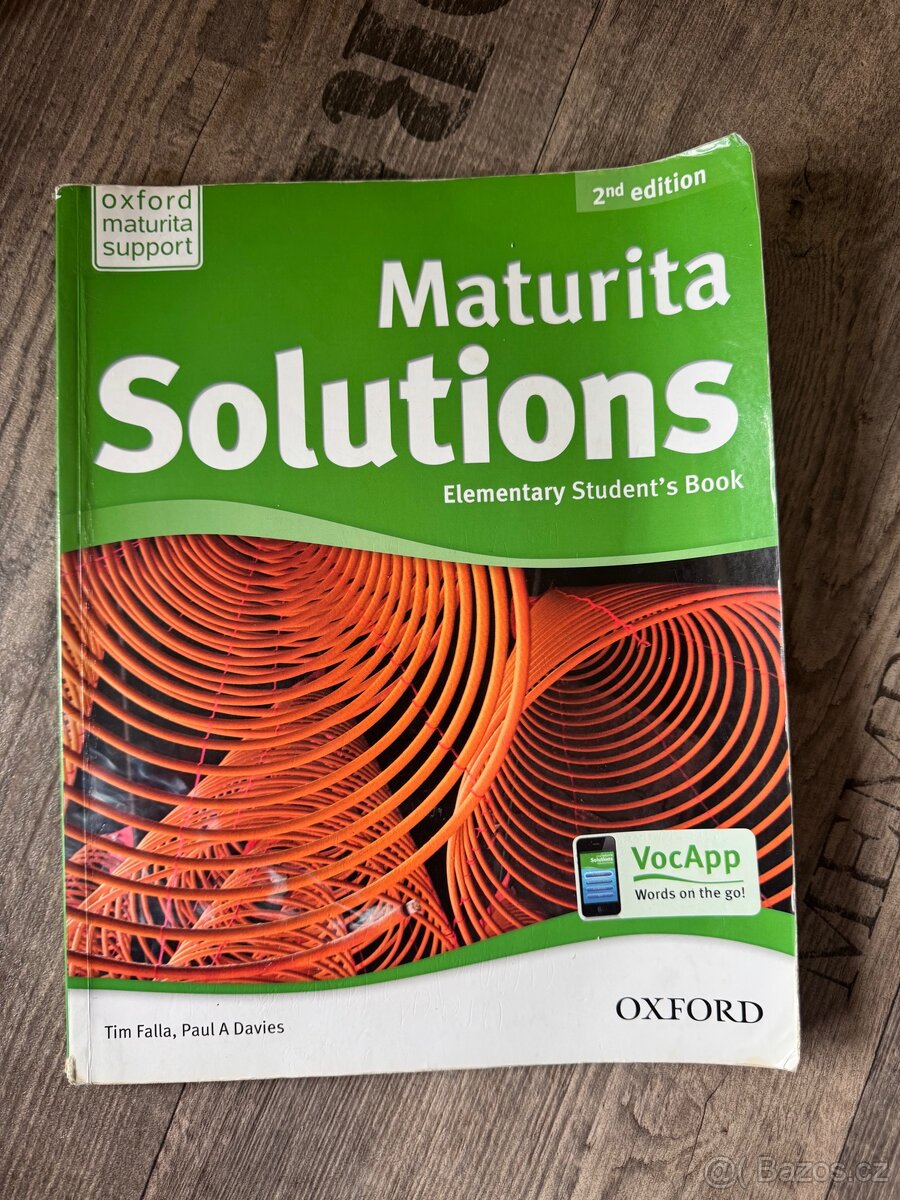 oxford
maturita
support
2nd edition
Maturita
Solutions
Elementary Student's Book
Solutions
VocApp
Words on the go!
Tim Falla, Paul A Davies
OXFORD
@ Bazos.cz